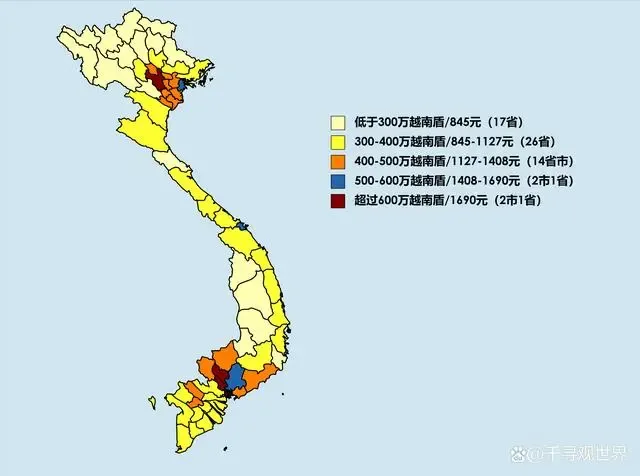 低于300万越南盾/845元（17省）
300-400万越南盾/845-1127元（26省）
400-500万越南盾/1127-1408元（14省市）
500-600万越南盾/1408-1690元（2市1省）
超过600万越南盾/1690元（2市1省）
@千寻观世界